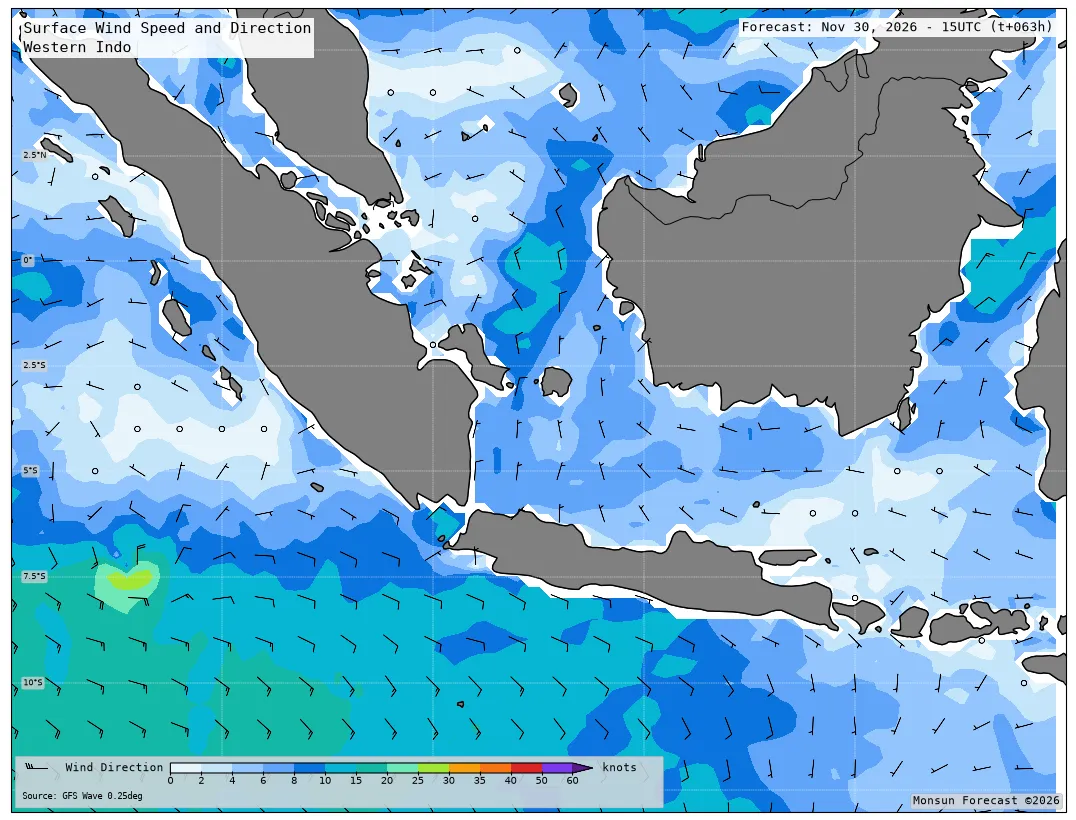 Surface Wind Speed and Direction
Western Indo
Forecast: Nov 30, 2026 - 15UTC (t+063h)
2.5°N
0°
2.5°S
5°S
7.5°S
10°S
Wind Direction
0 2 4 6 8 10 15 20 25 30 35 40 50 60
knots
Source: GFS Wave 0.25deg
Monsun Forecast ©2026